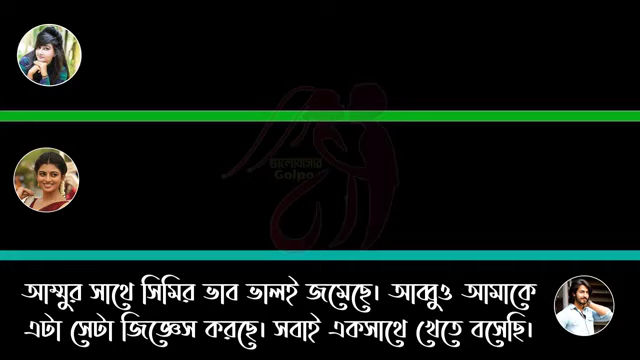 ভালোবাসার
Golpo
আম্মুর সাথে সিমির ভাব ভালই জমেছে। আব্বুও আমাকে
এটা সেটা জিজ্ঞেস করছে। সবাই একসাথে খেতে বসেছি।